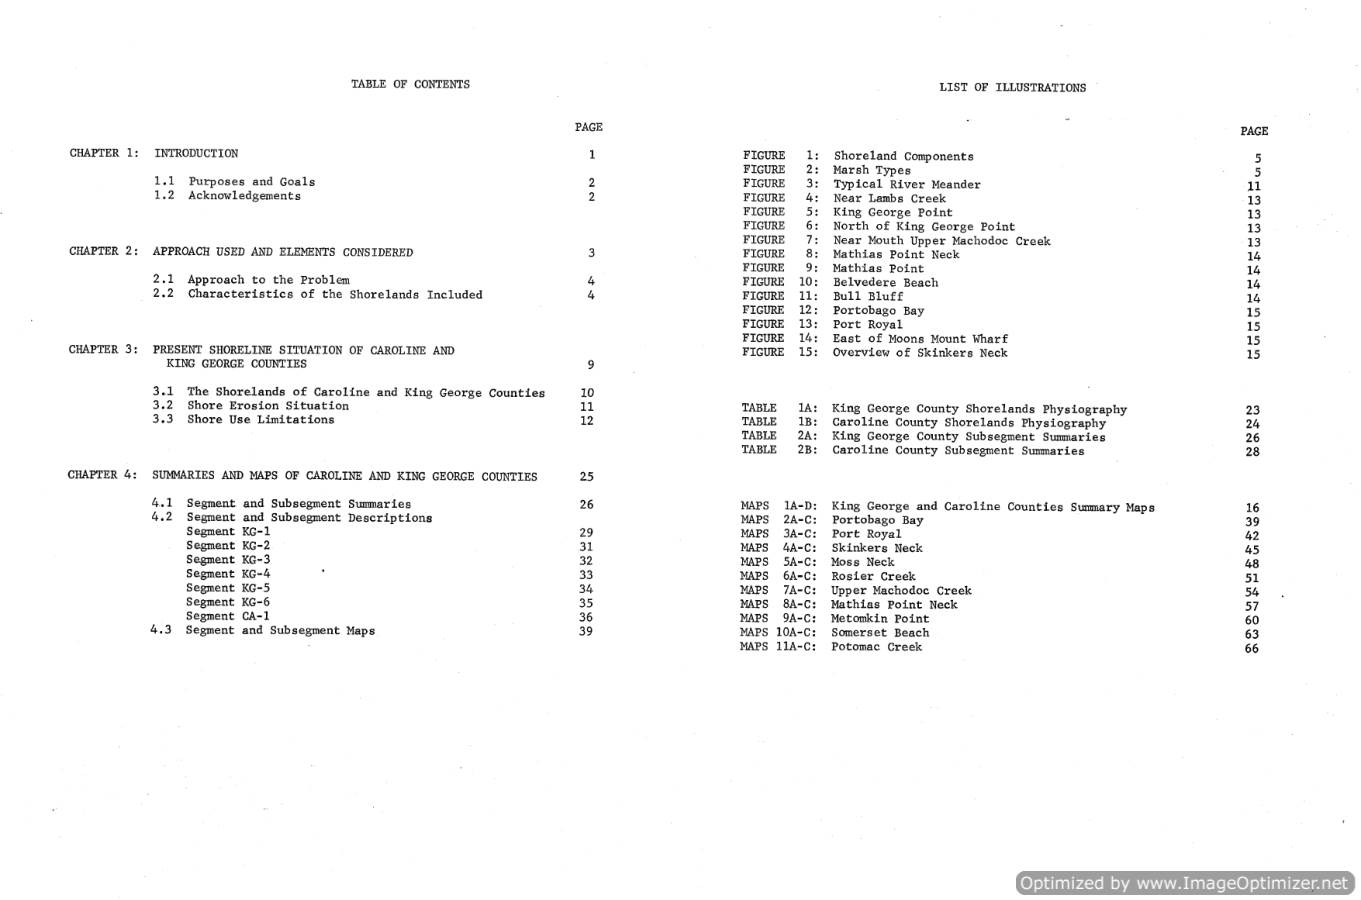 TABLE OF CONTENTS
PAGE
CHAPTER 1: INTRODUCTION 1
1.1 Purposes and Goals 2
1.2 Acknowledgements 2
CHAPTER 2: APPROACH USED AND ELEMENTS CONSIDERED 3
2.1 Approach to the Problem 4
2.2 Characteristics of the Shorelands Included 4
CHAPTER 3: PRESENT SHORELINE SITUATION OF CAROLINE AND
KING GEORGE COUNTIES 9
3.1 The Shorelands of Caroline and King George Counties 10
3.2 Shore Erosion Situation 11
3.3 Shore Use Limitations 12
CHAPTER 4: SUMMARIES AND MAPS OF CAROLINE AND KING GEORGE COUNTIES 25
4.1 Segment and Subsegment Summaries 26
4.2 Segment and Subsegment Descriptions
Segment KG-1 29
Segment KG-2 31
Segment KG-3 32
Segment KG-4 33
Segment KG-5 34
Segment KG-6 35
Segment CA-1 36
4.3 Segment and Subsegment Maps 39
LIST OF ILLUSTRATIONS
PAGE
FIGURE 1: Shoreland Components 5
FIGURE 2: Marsh Types 5
FIGURE 3: Typical River Meander 11
FIGURE 4: Near Lambs Creek 13
FIGURE 5: King George Point 13
FIGURE 6: North of King George Point 13
FIGURE 7: Near Mouth Upper Machodoc Creek 13
FIGURE 8: Mathias Point Neck 14
FIGURE 9: Mathias Point 14
FIGURE 10: Belvedere Beach 14
FIGURE 11: Bull Bluff 14
FIGURE 12: Portobago Bay 15
FIGURE 13: Port Royal 15
FIGURE 14: East of Moons Mount Wharf 15
FIGURE 15: Overview of Skinkers Neck 15
TABLE 1A: King George County Shorelands Physiography 23
TABLE 1B: Caroline County Shorelands Physiography 24
TABLE 2A: King George County Subsegment Summaries 26
TABLE 2B: Caroline County Subsegment Summaries 28
MAPS 1A-D: King George and Caroline Counties Summary Maps 16
MAPS 2A-C: Portobago Bay 39
MAPS 3A-C: Port Royal 42
MAPS 4A-C: Skinkers Neck 45
MAPS 5A-C: Moss Neck 48
MAPS 6A-C: Rosier Creek 51
MAPS 7A-C: Upper Machodoc Creek 54
MAPS 8A-C: Mathias Point Neck 57
MAPS 9A-C: Metomkin Point 60
MAPS 10A-C: Somerset Beach 63
MAPS 11A-C: Potomac Creek 66
Optimized by www.ImageOptimizer.net